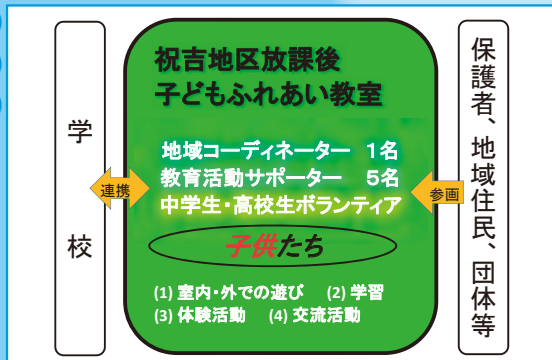 学校
連携
祝吉地区放課後
子どもふれあい教室
地域コーディネーター 1名
教育活動サポーター 5名
中学生・高校生ボランティア
子供たち
(1) 室内・外での遊び (2) 学習
(3) 体験活動 (4) 交流活動
参画
保護者、地域住民、団体等